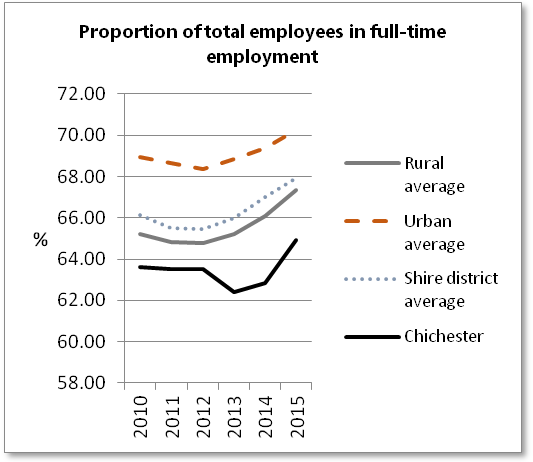 Proportion of total employees in full-time
employment
72.00
70.00
68.00
66.00
64.00
62.00
60.00
58.00
%
2010
2011
2012
2013
2014
2015
Rural
average
Urban
average
Shire district
average
Chichester